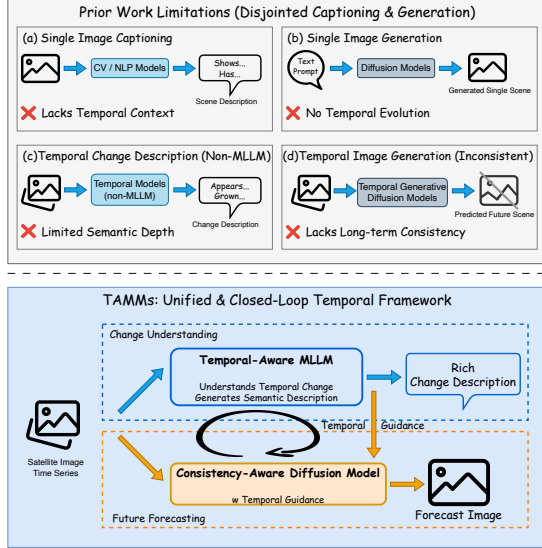 Prior Work Limitations (Disjointed Captioning & Generation)
(a) Single Image Captioning
CV / NLP Models
Shows...
Has...
Scene Description
Lacks Temporal Context
(b) Single Image Generation
Text
Prompt
Diffusion Models
Generated Single Scene
No Temporal Evolution
(c)Temporal Change Description (Non-MLLM)
Temporal Models
(non-MLLM)
Appears...
Grown...
Change Description
Limited Semantic Depth
(d)Temporal Image Generation (Inconsistent)
Temporal Generative
Diffusion Models
Predicted Future Scene
Lacks Long-term Consistency
TAMMs: Unified & Closed-Loop Temporal Framework
Change Understanding
Temporal-Aware MLLM
Understands Temporal Change
Generates Semantic Description
Rich
Change Description
Temporal Guidance
Satellite Image
Time Series
Consistency-Aware Diffusion Model
w Temporal Guidance
Forecast Image
Future Forecasting